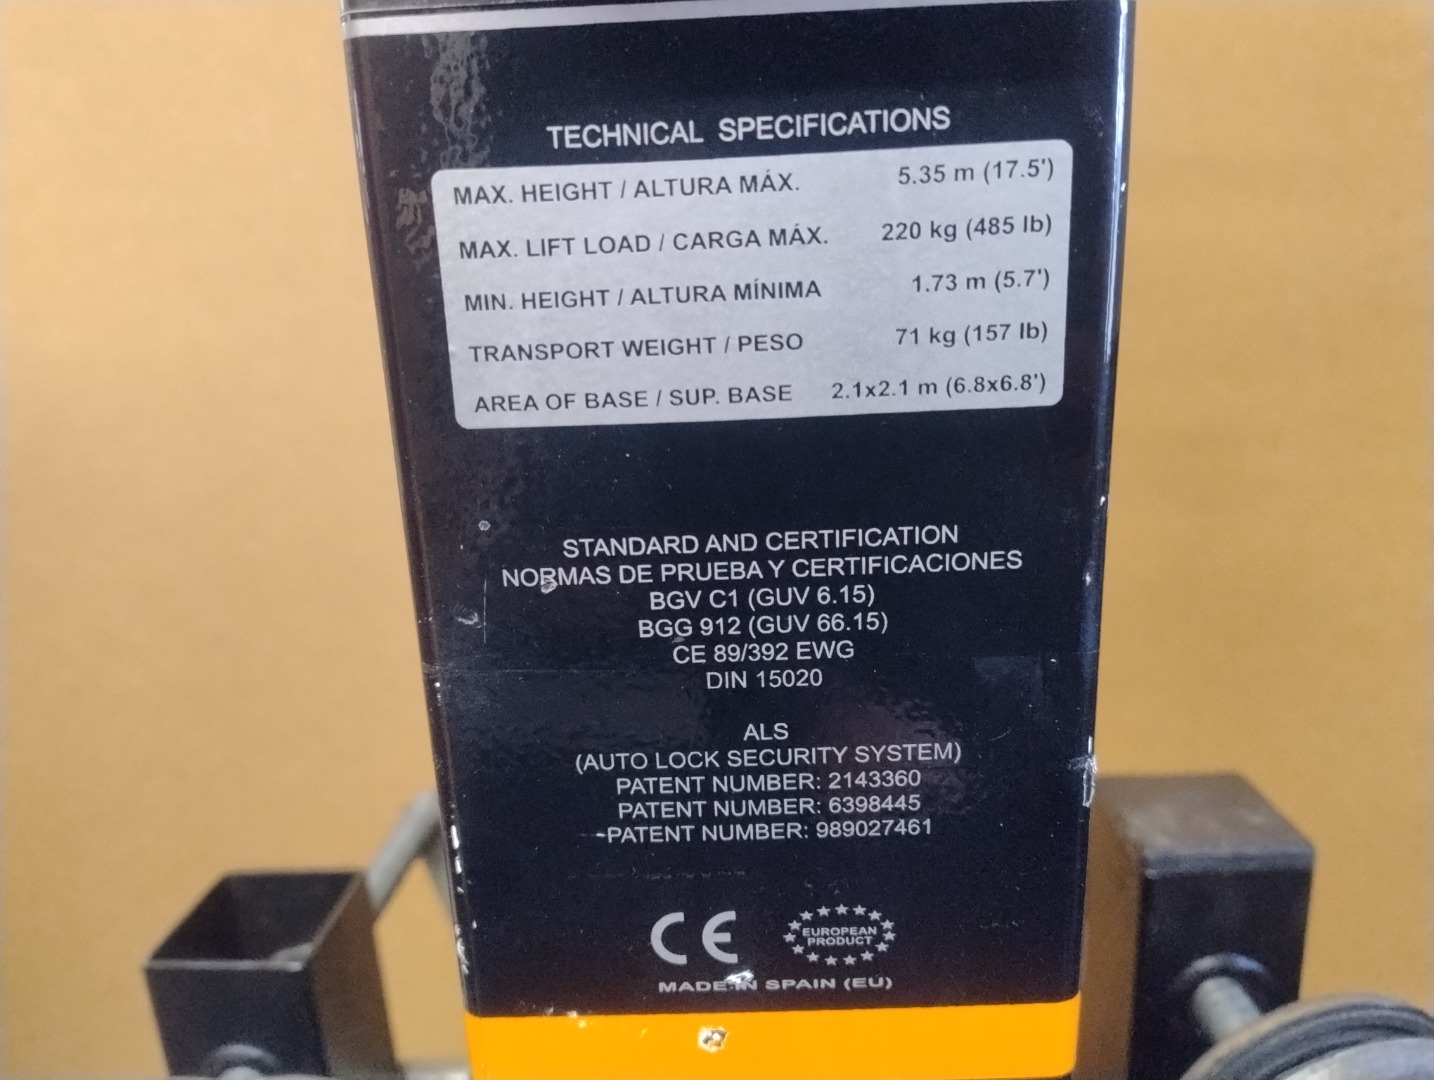 TECHNICAL SPECIFICATIONS
MAX. HEIGHT / ALTURA MÁX. 5.35 m (17.5')
MAX. LIFT LOAD / CARGA MÁX. 220 kg (485 lb)
MIN. HEIGHT / ALTURA MÍNIMA 1.73 m (5.7')
TRANSPORT WEIGHT / PESO 71 kg (157 lb)
AREA OF BASE / SUP. BASE 2.1x2.1 m (6.8x6.8')
STANDARD AND CERTIFICATION
NORMAS DE PRUEBA Y CERTIFICACIONES
BGV C1 (GUV 6.15)
BGG 912 (GUV 66.15)
CE 89/392 EWG
DIN 15020
ALS
(AUTO LOCK SECURITY SYSTEM)
PATENT NUMBER: 2143360
PATENT NUMBER: 6398445
PATENT NUMBER: 989027461
CE
EUROPEAN
PRODUCT
MADE IN SPAIN (EU)